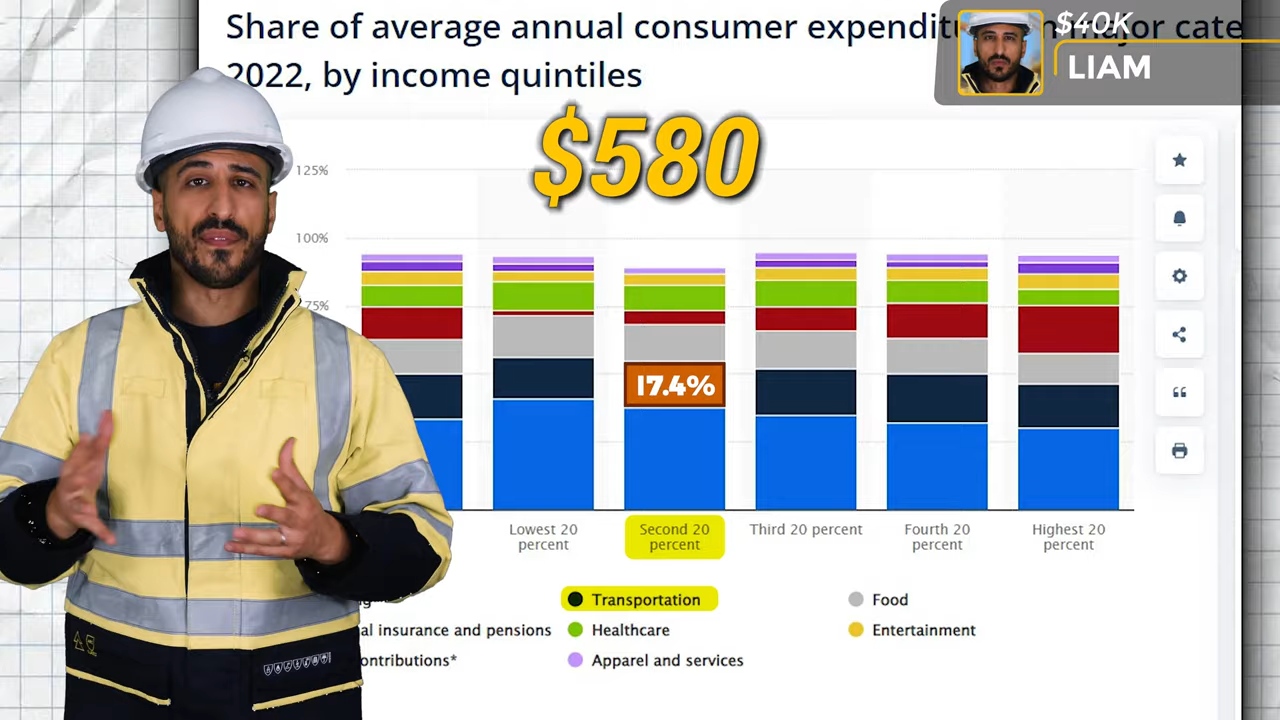 Share of average annual consumer expenditu major cate
$40K
LIAM
2022, by income quintiles
$580
125%
100%
75%
17.4%
Lowest 20
percent
Second 20
percent
Third 20 percent
Fourth 20
percent
Highest 20
percent
Transportation
Food
al insurance and pensions
Healthcare
Entertainment
ontributions*
Apparel and services